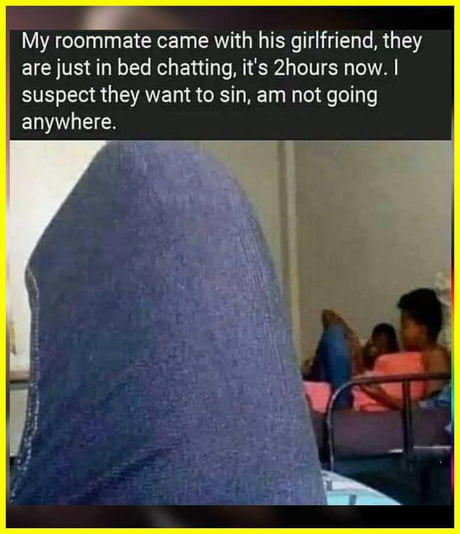 My roommate came with his girlfriend, they
are just in bed chatting, it's 2hours now. I
suspect they want to sin, am not going
anywhere.